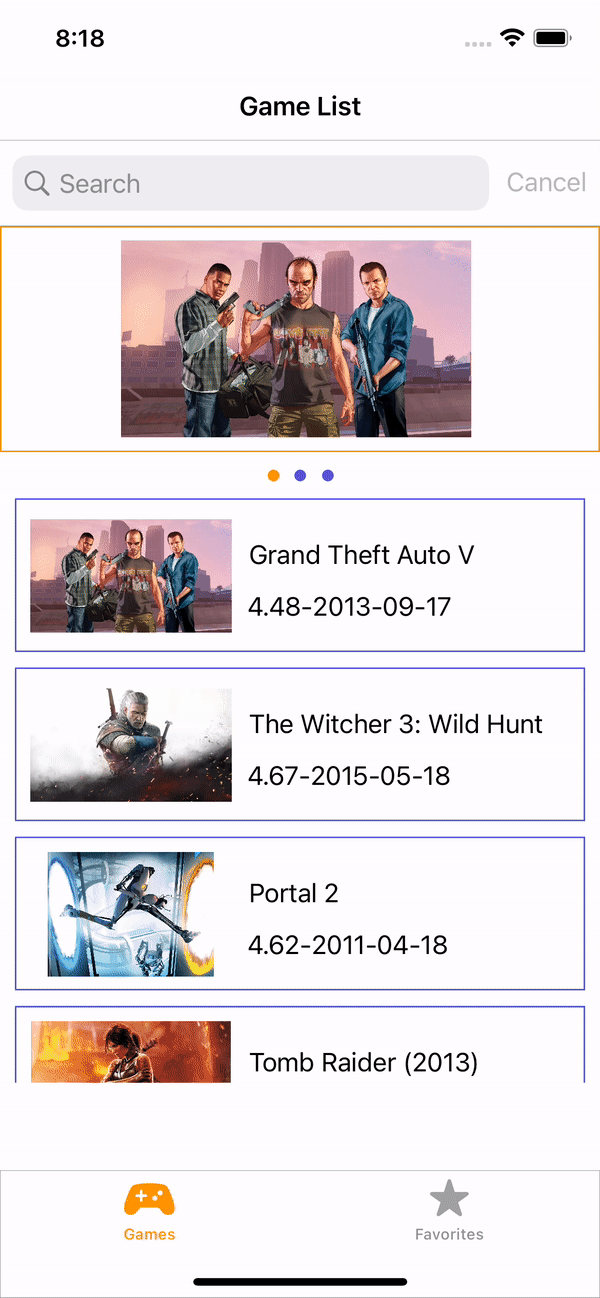 8:18
Game List
Search
Cancel
Grand Theft Auto V
4.48-2013-09-17
The Witcher 3: Wild Hunt
4.67-2015-05-18
Portal 2
4.62-2011-04-18
Tomb Raider (2013)
Games
Favorites